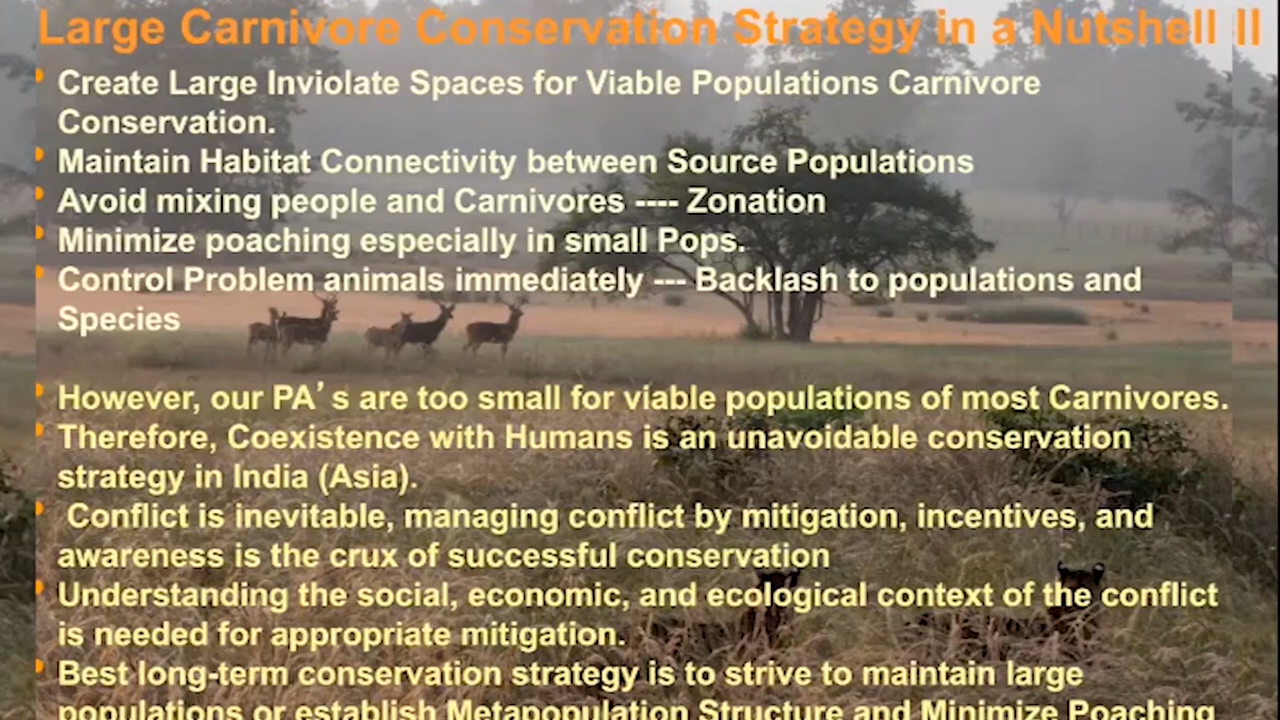 Large Carnivore Conservation Strategy in a Nutshell II
• Create Large Inviolate Spaces for Viable Populations Carnivore
Conservation.
• Maintain Habitat Connectivity between Source Populations
• Avoid mixing people and Carnivores ---- Zonation
• Minimize poaching especially in small Pops.
• Control Problem animals immediately --- Backlash to populations and
Species
• However, our PA’s are too small for viable populations of most Carnivores.
• Therefore, Coexistence with Humans is an unavoidable conservation
strategy in India (Asia).
• Conflict is inevitable, managing conflict by mitigation, incentives, and
awareness is the crux of successful conservation
• Understanding the social, economic, and ecological context of the conflict
is needed for appropriate mitigation.
• Best long-term conservation strategy is to strive to maintain large
populations or establish Metapopulation Structure and Minimize Poaching